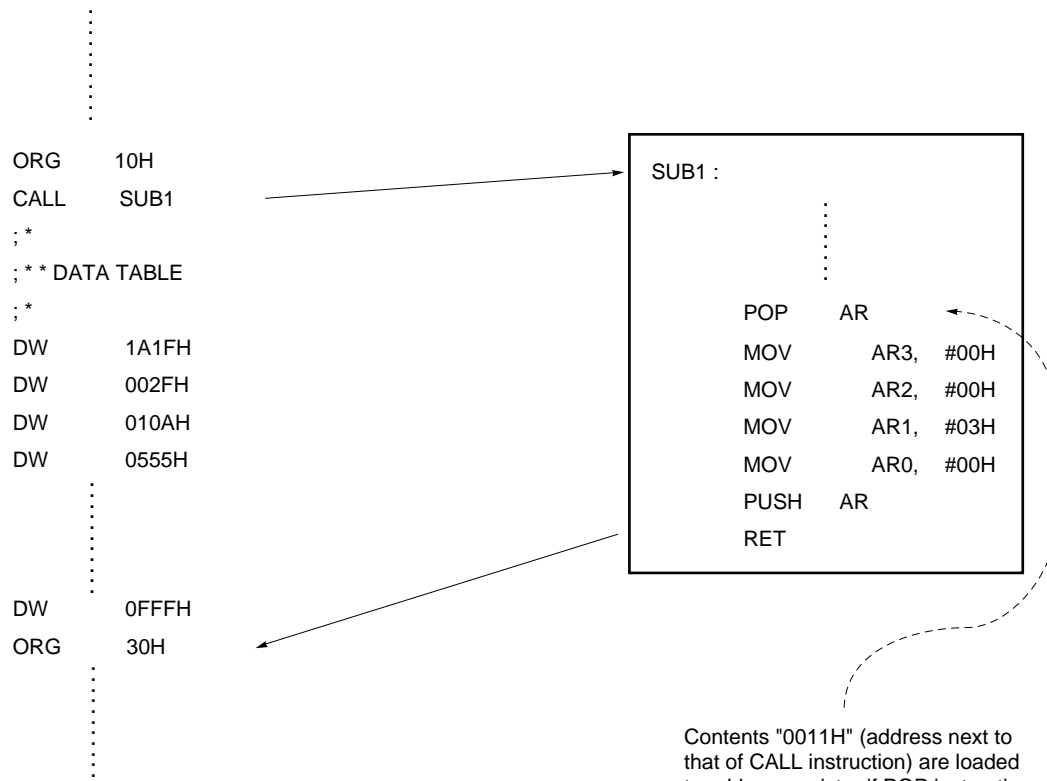 ORG 10H
CALL SUB1
; *
; * * DATA TABLE
; *
DW 1A1FH
DW 002FH
DW 010AH
DW 0555H
DW 0FFFH
ORG 30H
SUB1 :
POP AR
MOV AR3, #00H
MOV AR2, #00H
MOV AR1, #03H
MOV AR0, #00H
PUSH AR
RET
Contents "0011H" (address next to
that of CALL instruction) are loaded